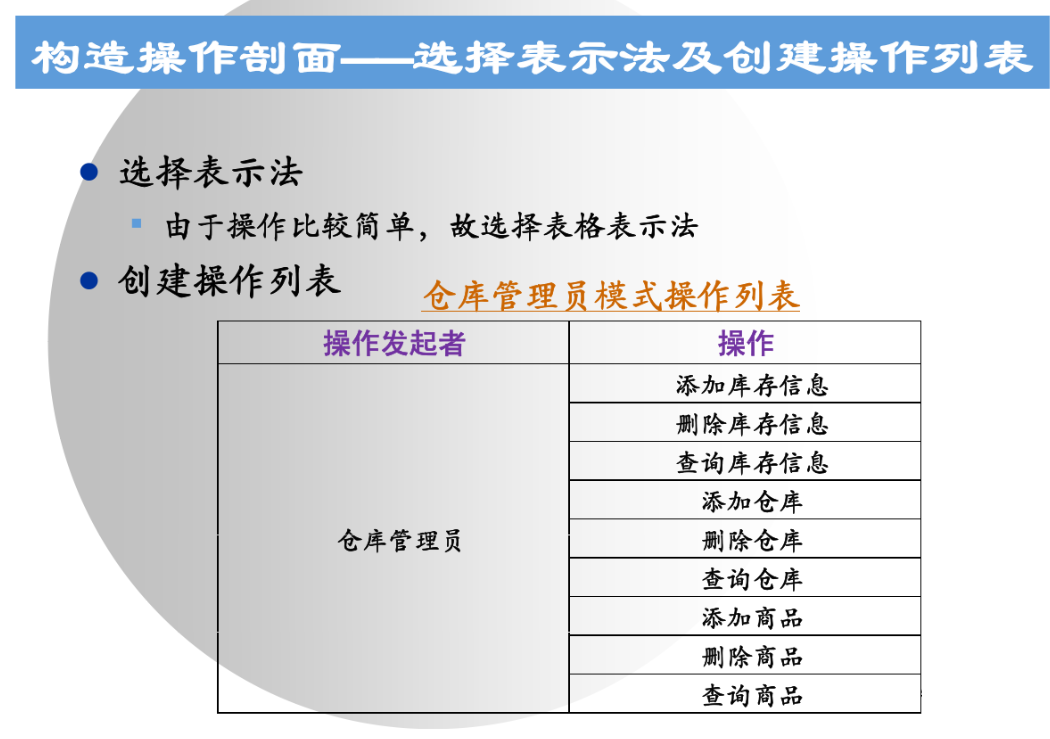 构造操作剖面——选择表示法及创建操作列表
选择表示法
由于操作比较简单，故选择表格表示法
创建操作列表
仓库管理员模式操作列表
操作发起者 操作
添加库存信息
删除库存信息
查询库存信息
添加仓库
仓库管理员 删除仓库
查询仓库
添加商品
删除商品
查询商品